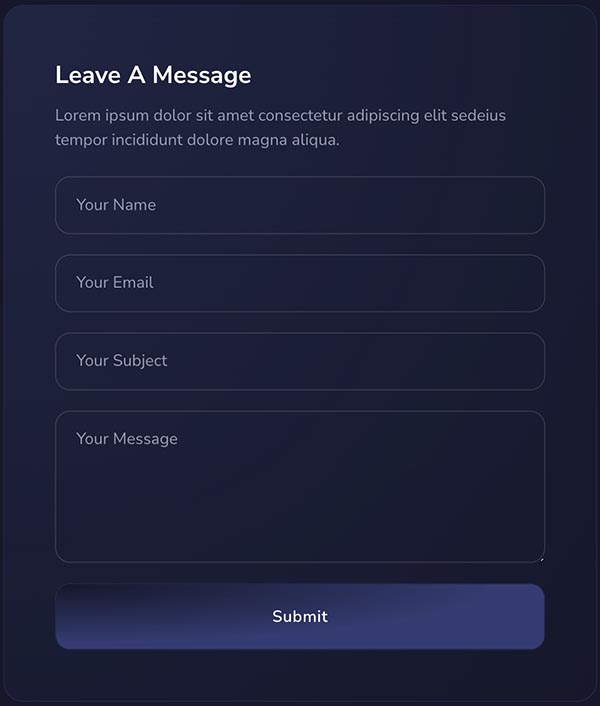 Leave A Message
Lorem ipsum dolor sit amet consectetur adipiscing elit sedeius
tempor incididunt dolore magna aliqua.
Your Name
Your Email
Your Subject
Your Message
Submit